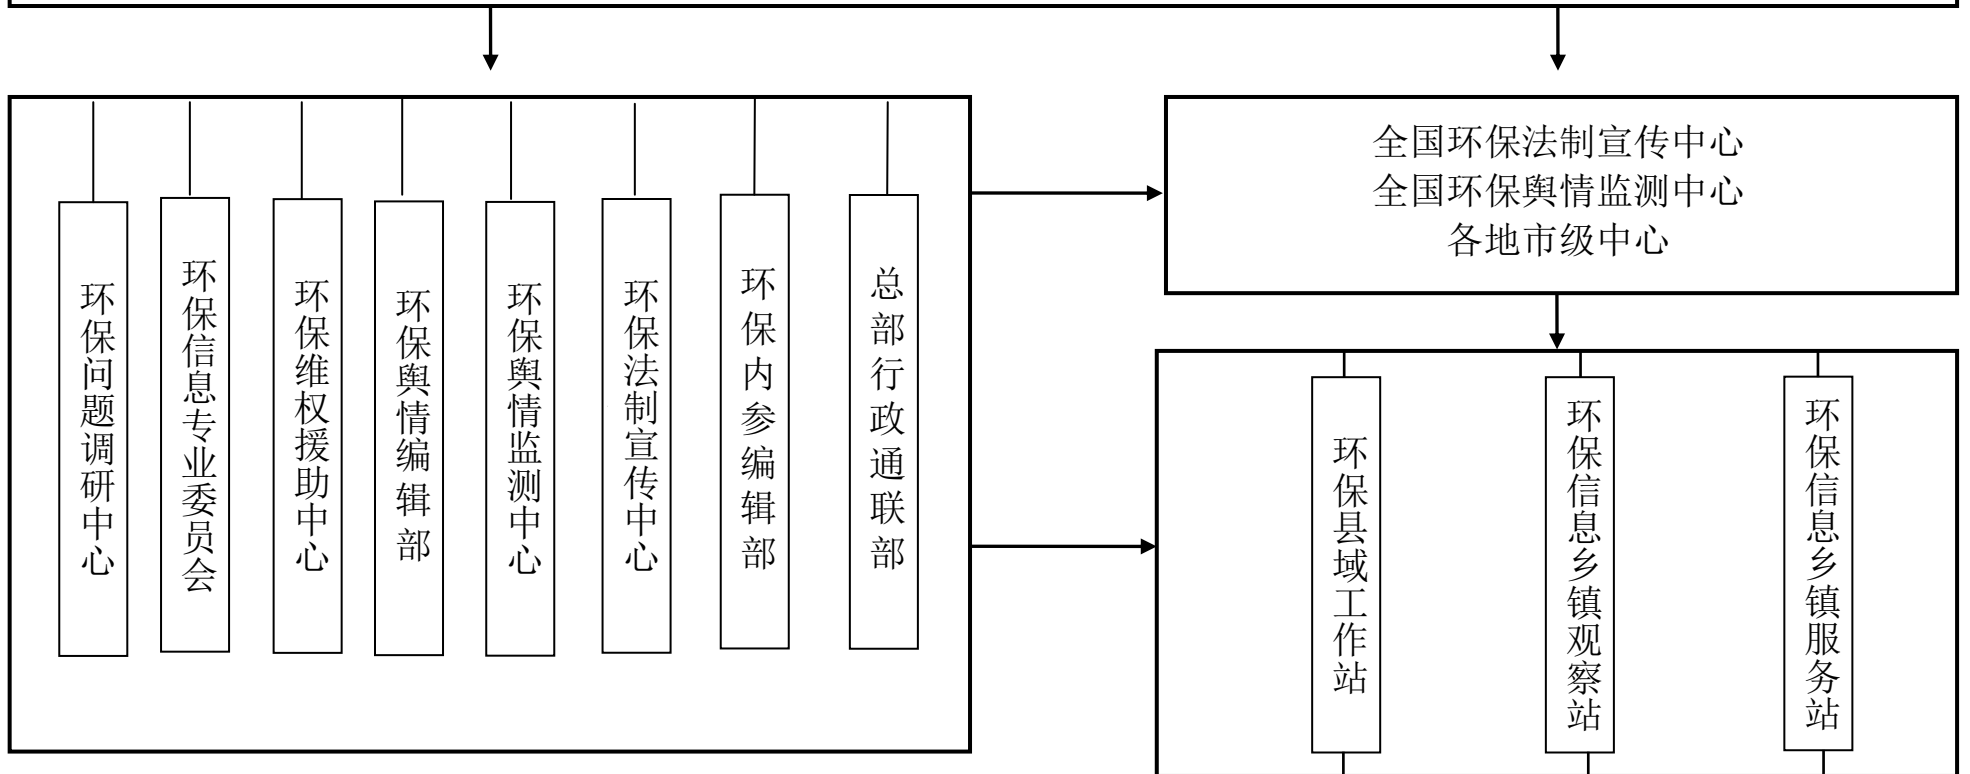 全国环保法制宣传中心
全国环保舆情监测中心
各地市级中心
环保问题调研中心
环保信息专业委员会
环保维权援助中心
环保舆情编辑部
环保舆情监测中心
环保法制宣传中心
环保内参编辑部
总部行政通联部
环保县域工作站
环保信息乡镇观察站
环保信息乡镇服务站